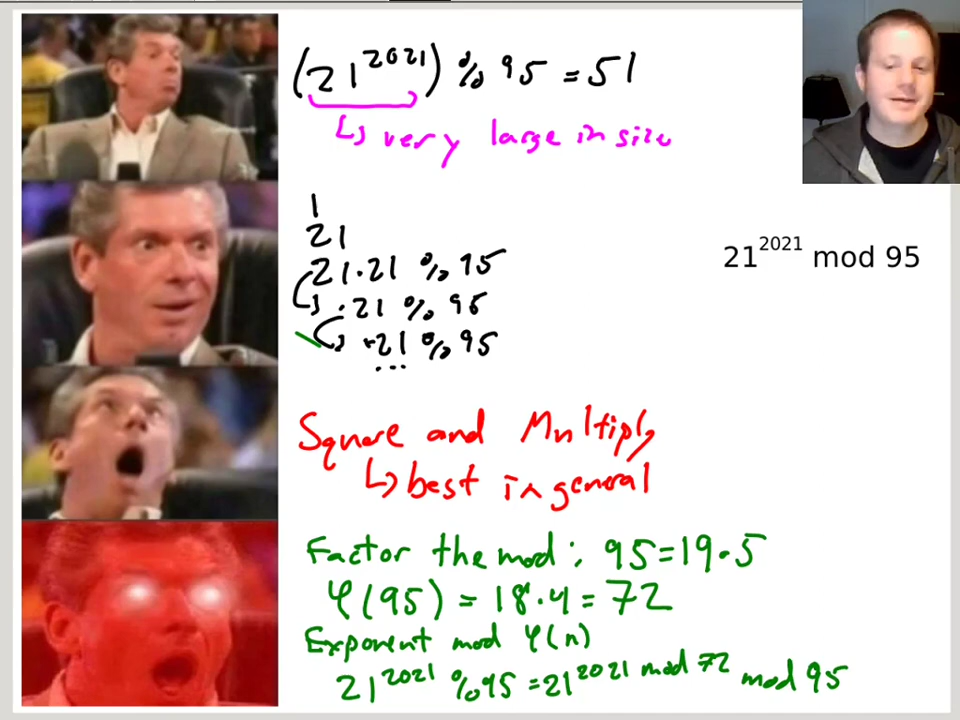 (21^2021) % 95 = 51
↳ very large in size
1
21
21·21 % 95
·21 % 95
·21 % 95
...
21^2021 mod 95
Square and Multiply
↳ best in general
Factor the mod: 95=19·5
φ(95) = 18·4 = 72
Exponent mod φ(n)
21^2021 % 95 = 21^2021 mod 72 mod 95